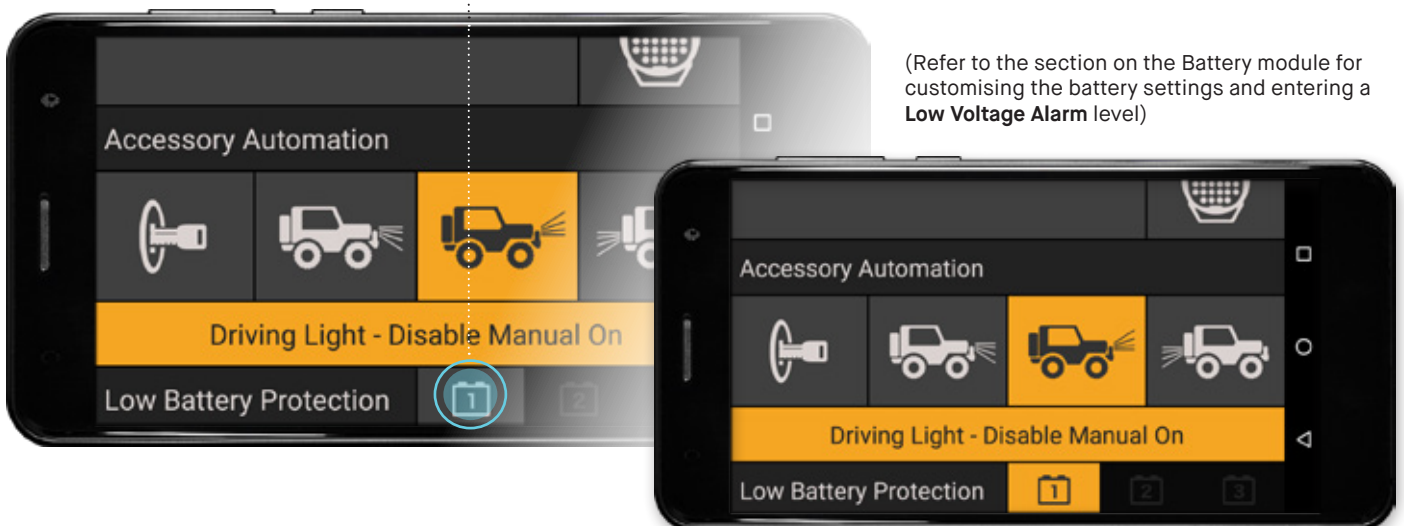 (Refer to the section on the Battery module for
customising the battery settings and entering a
Low Voltage Alarm level)
Accessory Automation
Driving Light - Disable Manual On
Low Battery Protection
1
2
Accessory Automation
Driving Light - Disable Manual On
Low Battery Protection
1
2
3